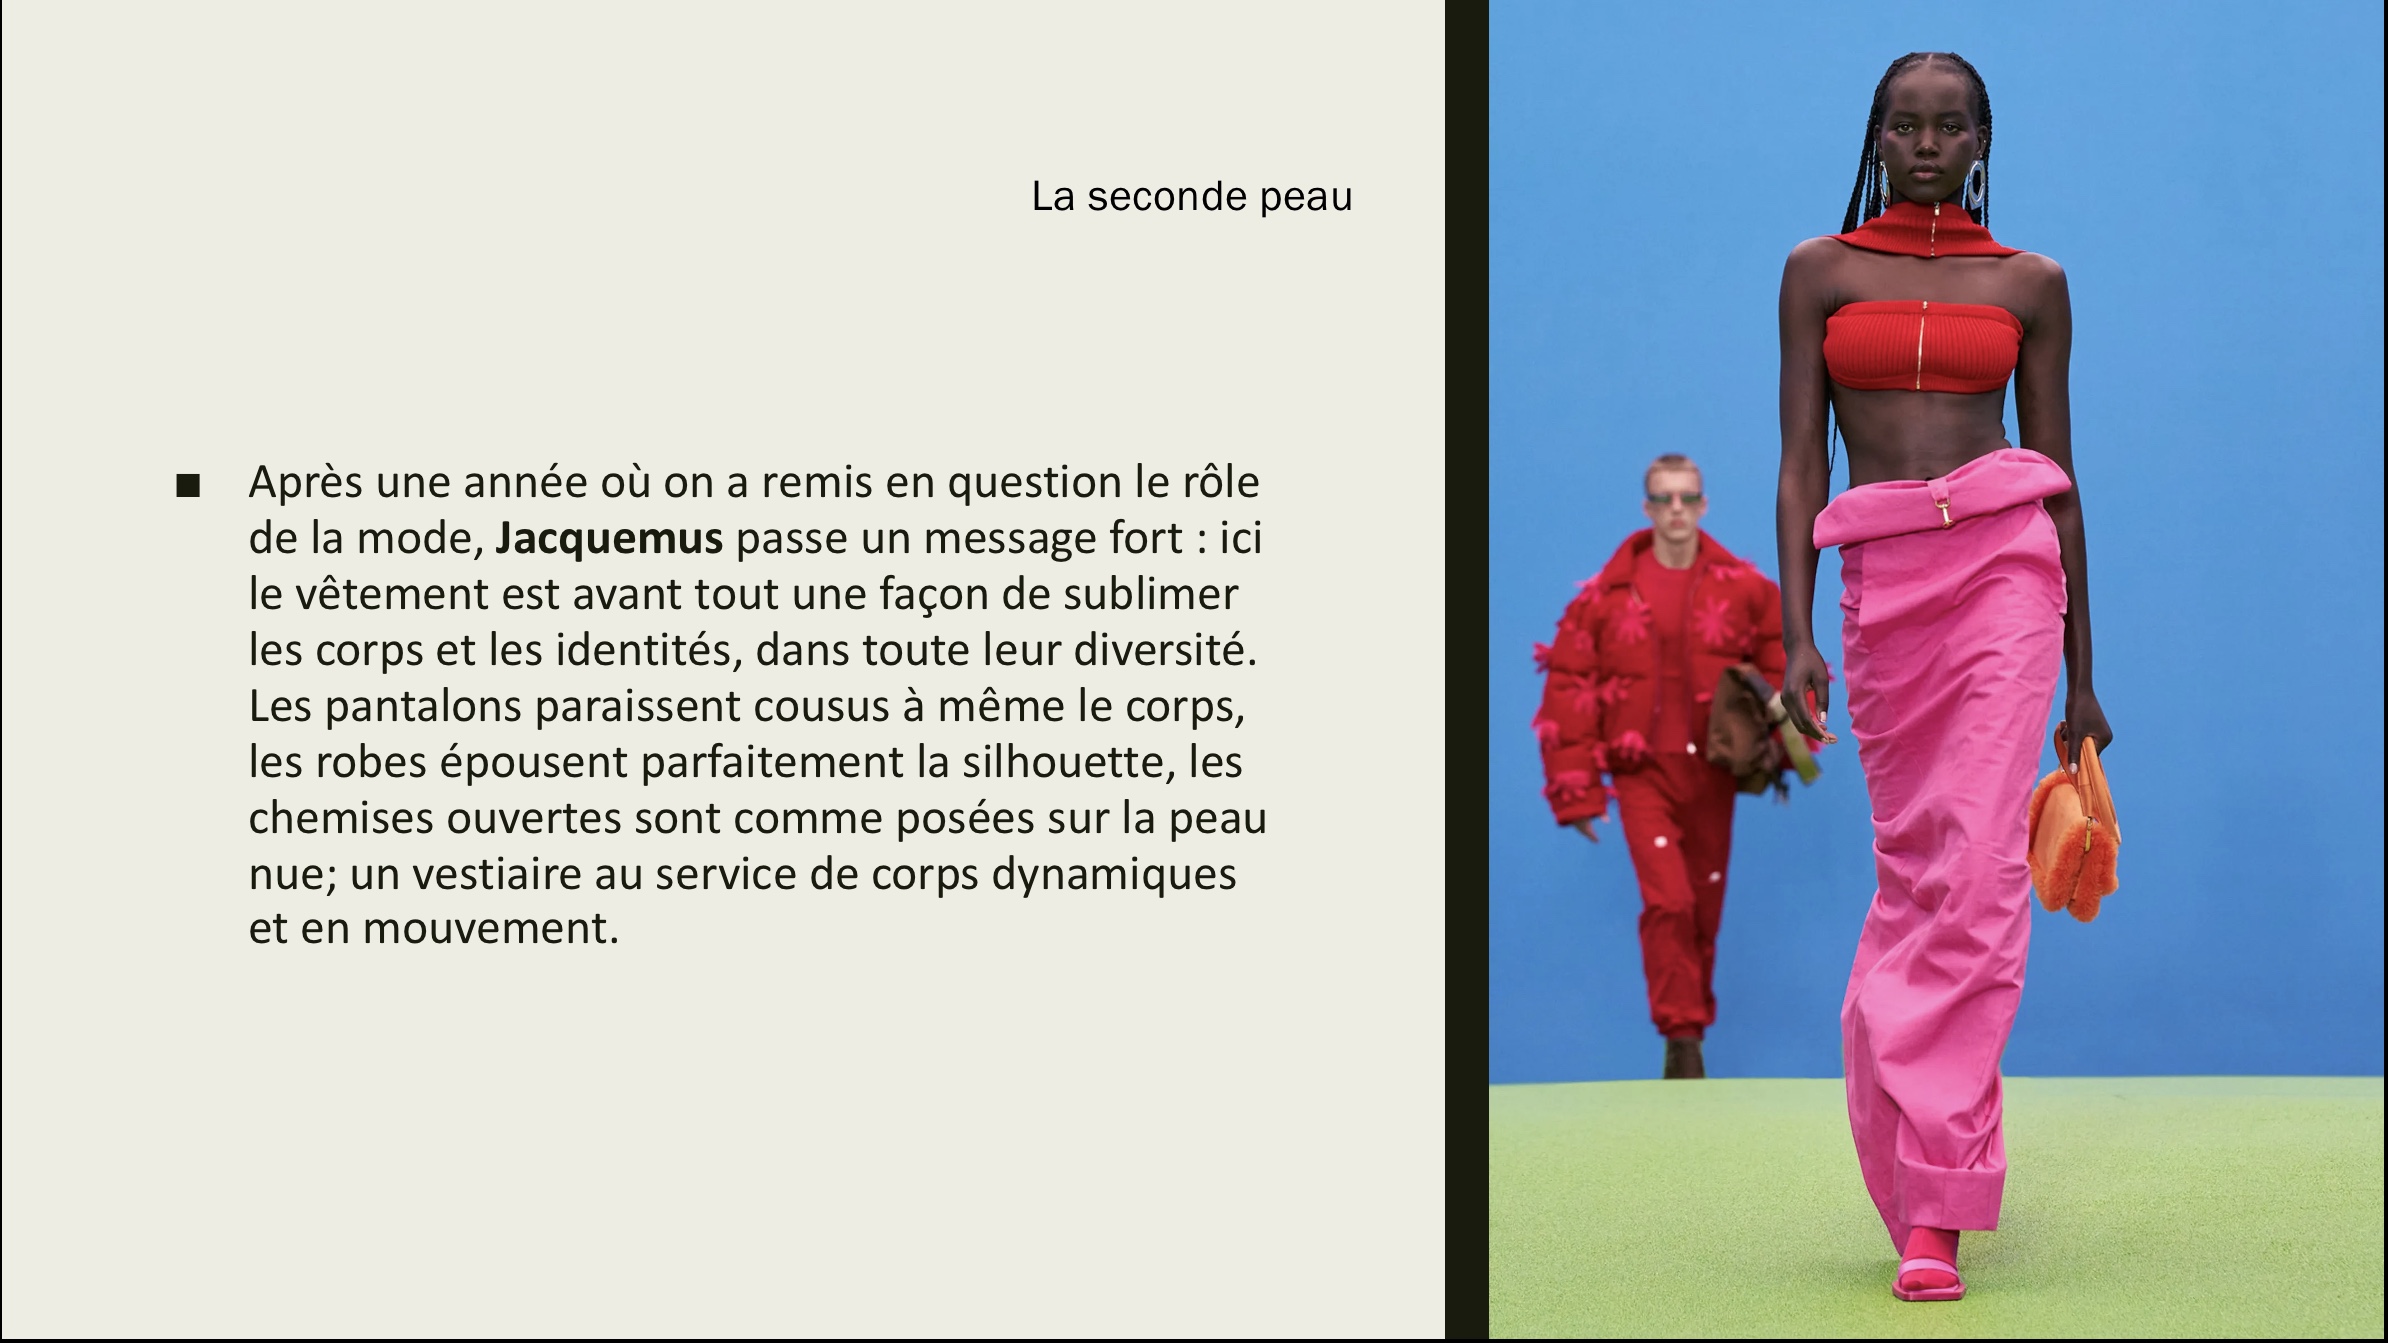 La seconde peau
■ Après une année où on a remis en question le rôle
de la mode, Jacquemus passe un message fort : ici
le vêtement est avant tout une façon de sublimer
les corps et les identités, dans toute leur diversité.
Les pantalons paraissent cousus à même le corps,
les robes épousent parfaitement la silhouette, les
chemises ouvertes sont comme posées sur la peau
nue; un vestiaire au service de corps dynamiques
et en mouvement.